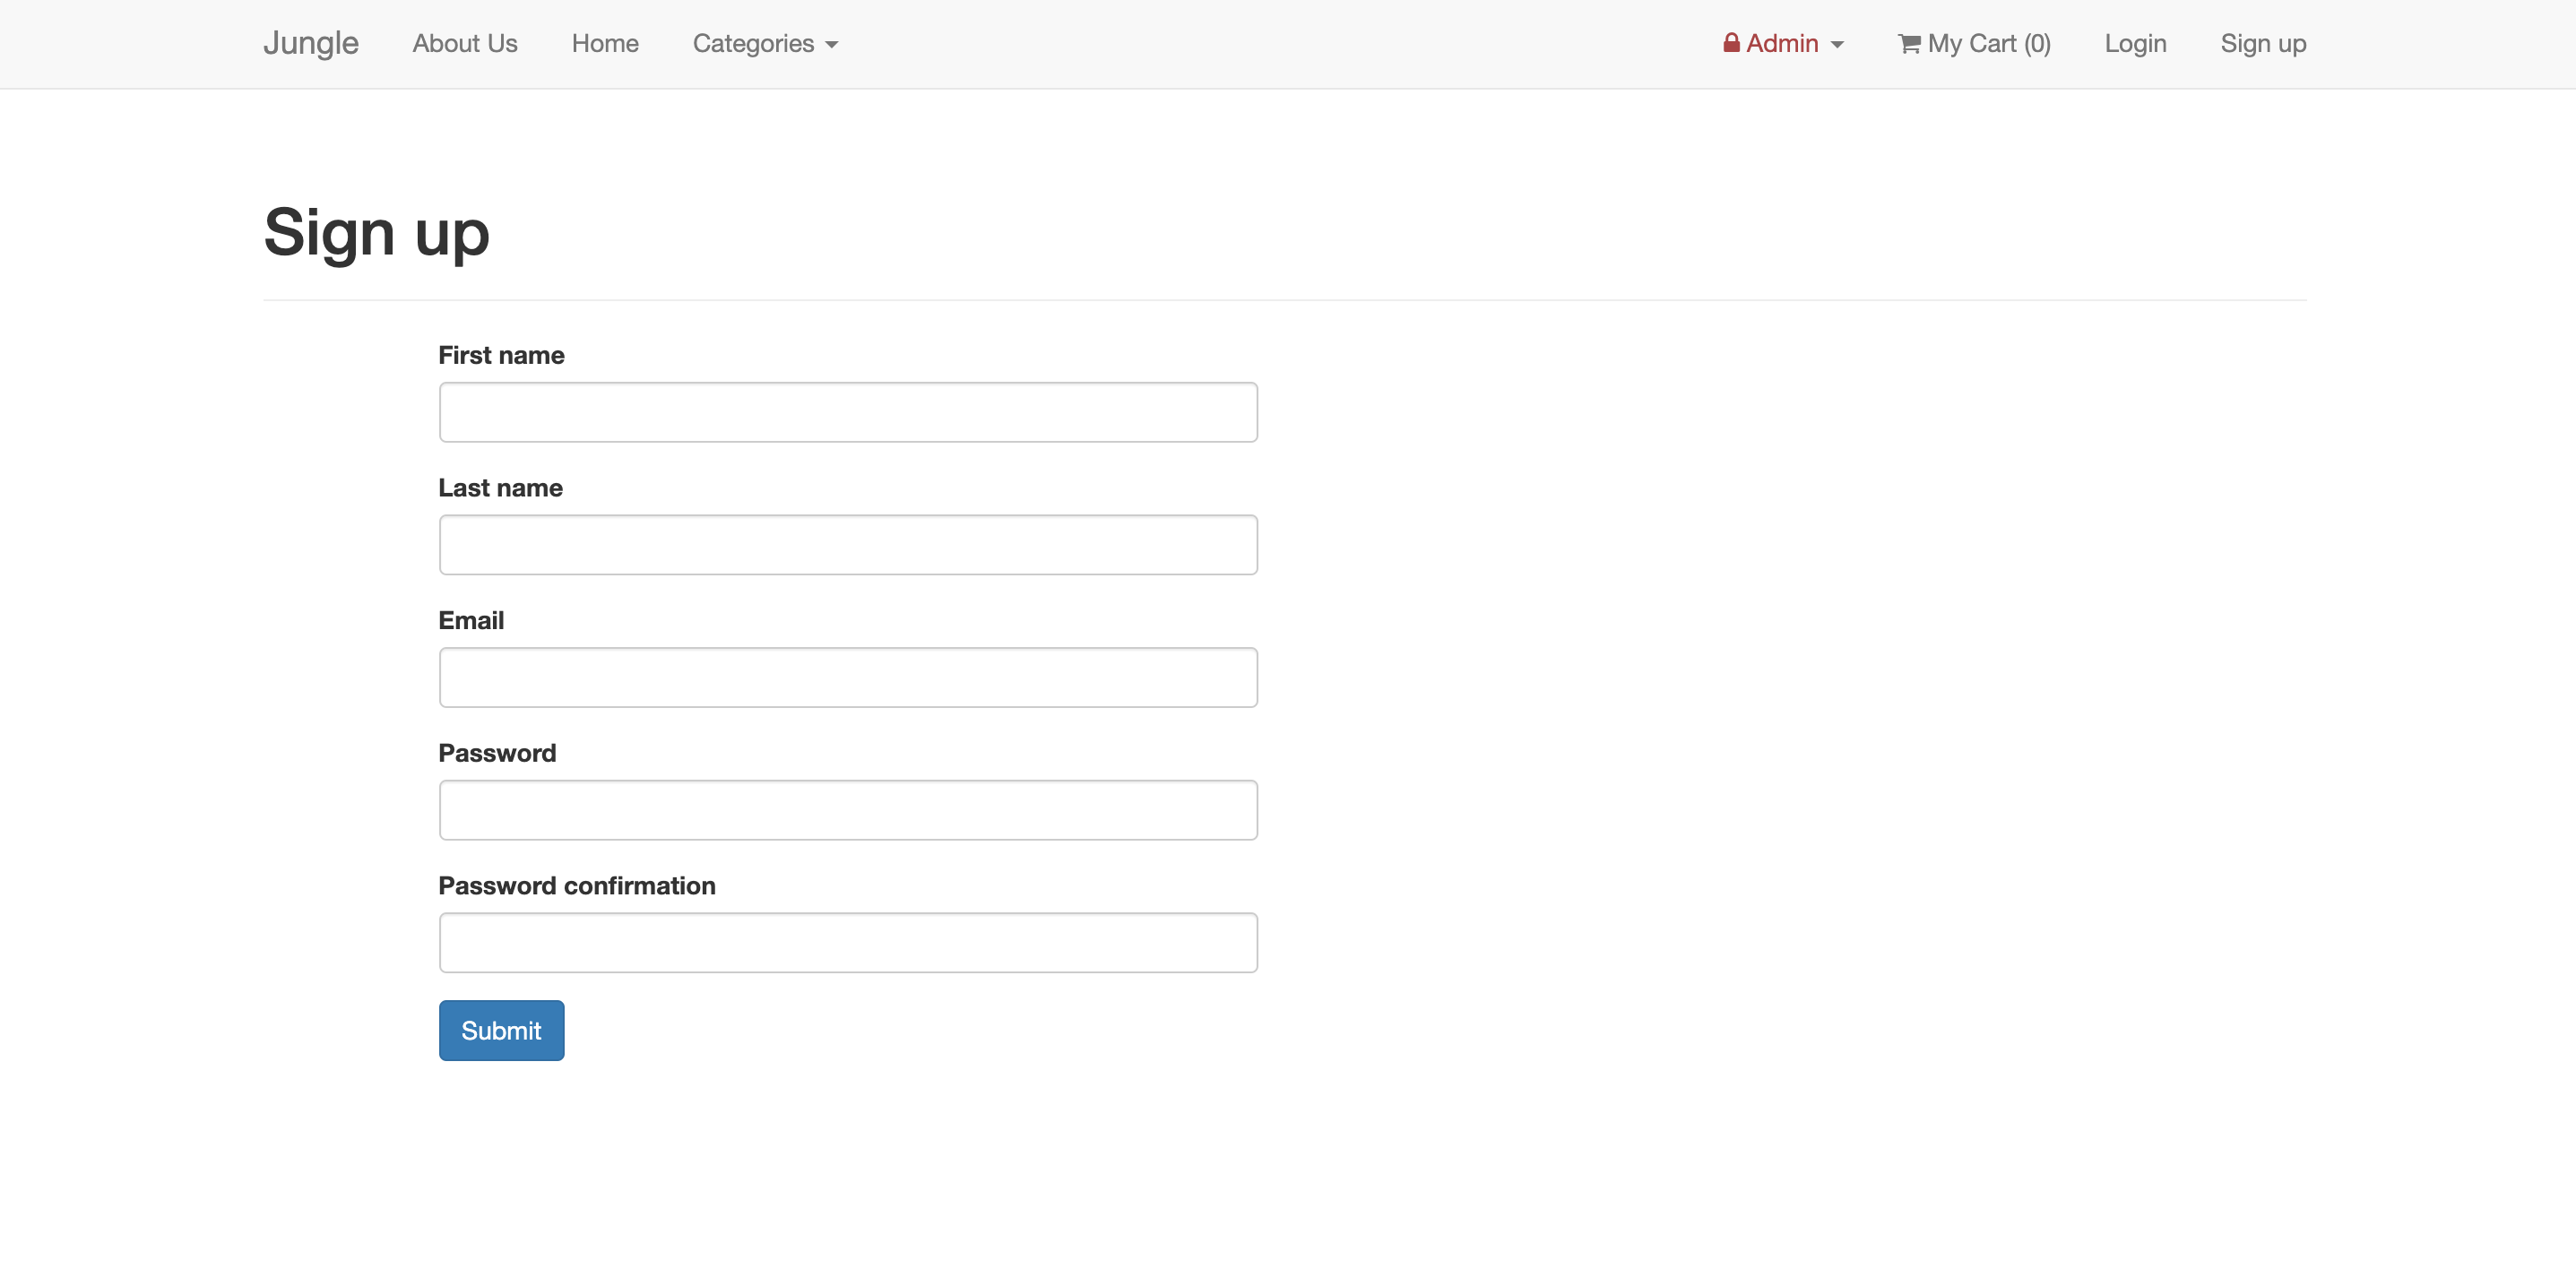 Jungle About Us Home Categories Admin My Cart (0) Login Sign up
Sign up
First name
Last name
Email
Password
Password confirmation
Submit